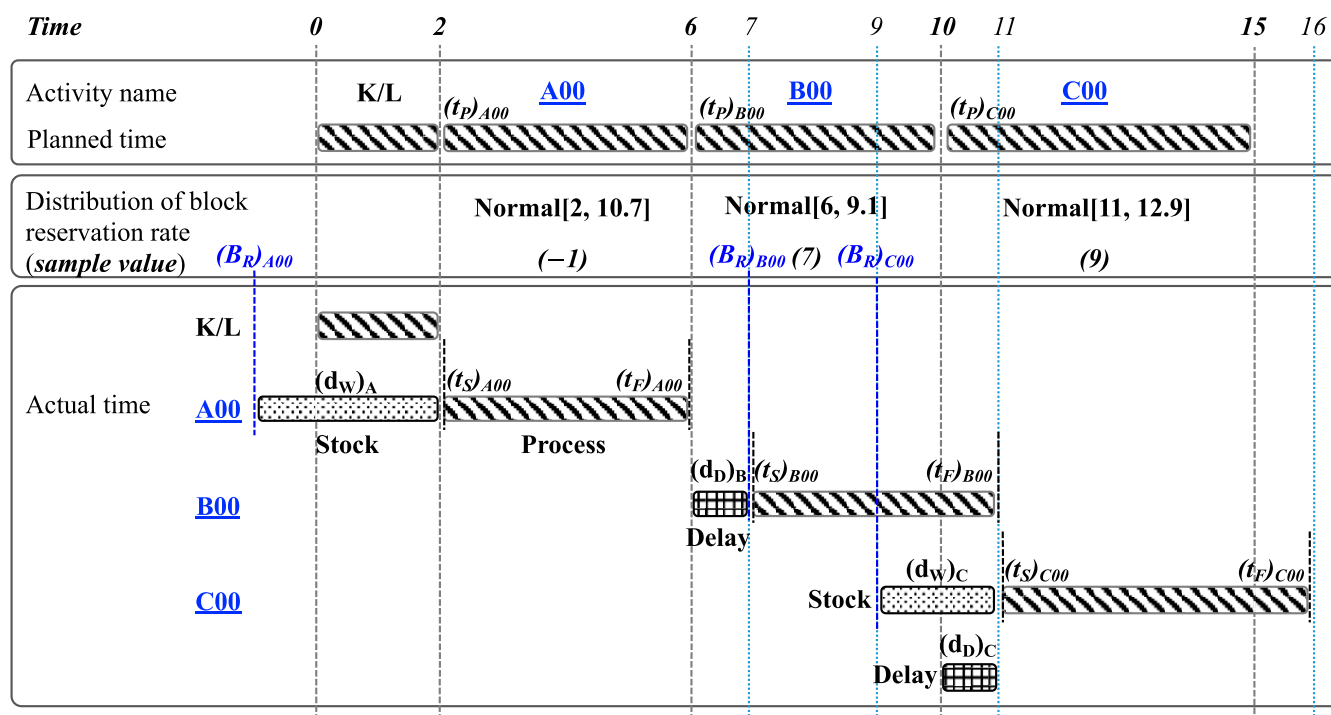 Time 0 2 6 7 9 10 11 15 16
Activity name K/L A00 B00 C00
(tP)A00 (tP)B00 (tP)C00
Planned time
Distribution of block Normal[2, 10.7] Normal[6, 9.1] Normal[11, 12.9]
reservation rate
(sample value) (BR)A00 (−1) (BR)B00 (7) (BR)C00 (9)
K/L
(dW)A (tS)A00 (tF)A00
Actual time A00
Stock Process
(dD)B (tS)B00 (tF)B00
B00
Delay
(dW)C (tS)C00 (tF)C00
C00 Stock
(dD)C
Delay